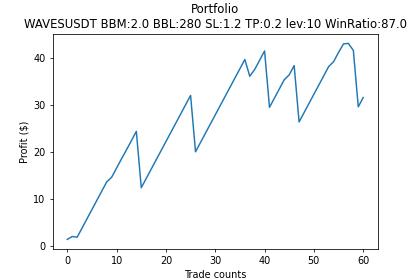 Portfolio
WAVESUSDT BBM:2.0 BBL:280 SL:1.2 TP:0.2 lev:10 WinRatio:87.0
Profit ($)
40
30
20
10
0
0 10 20 30 40 50 60
Trade counts